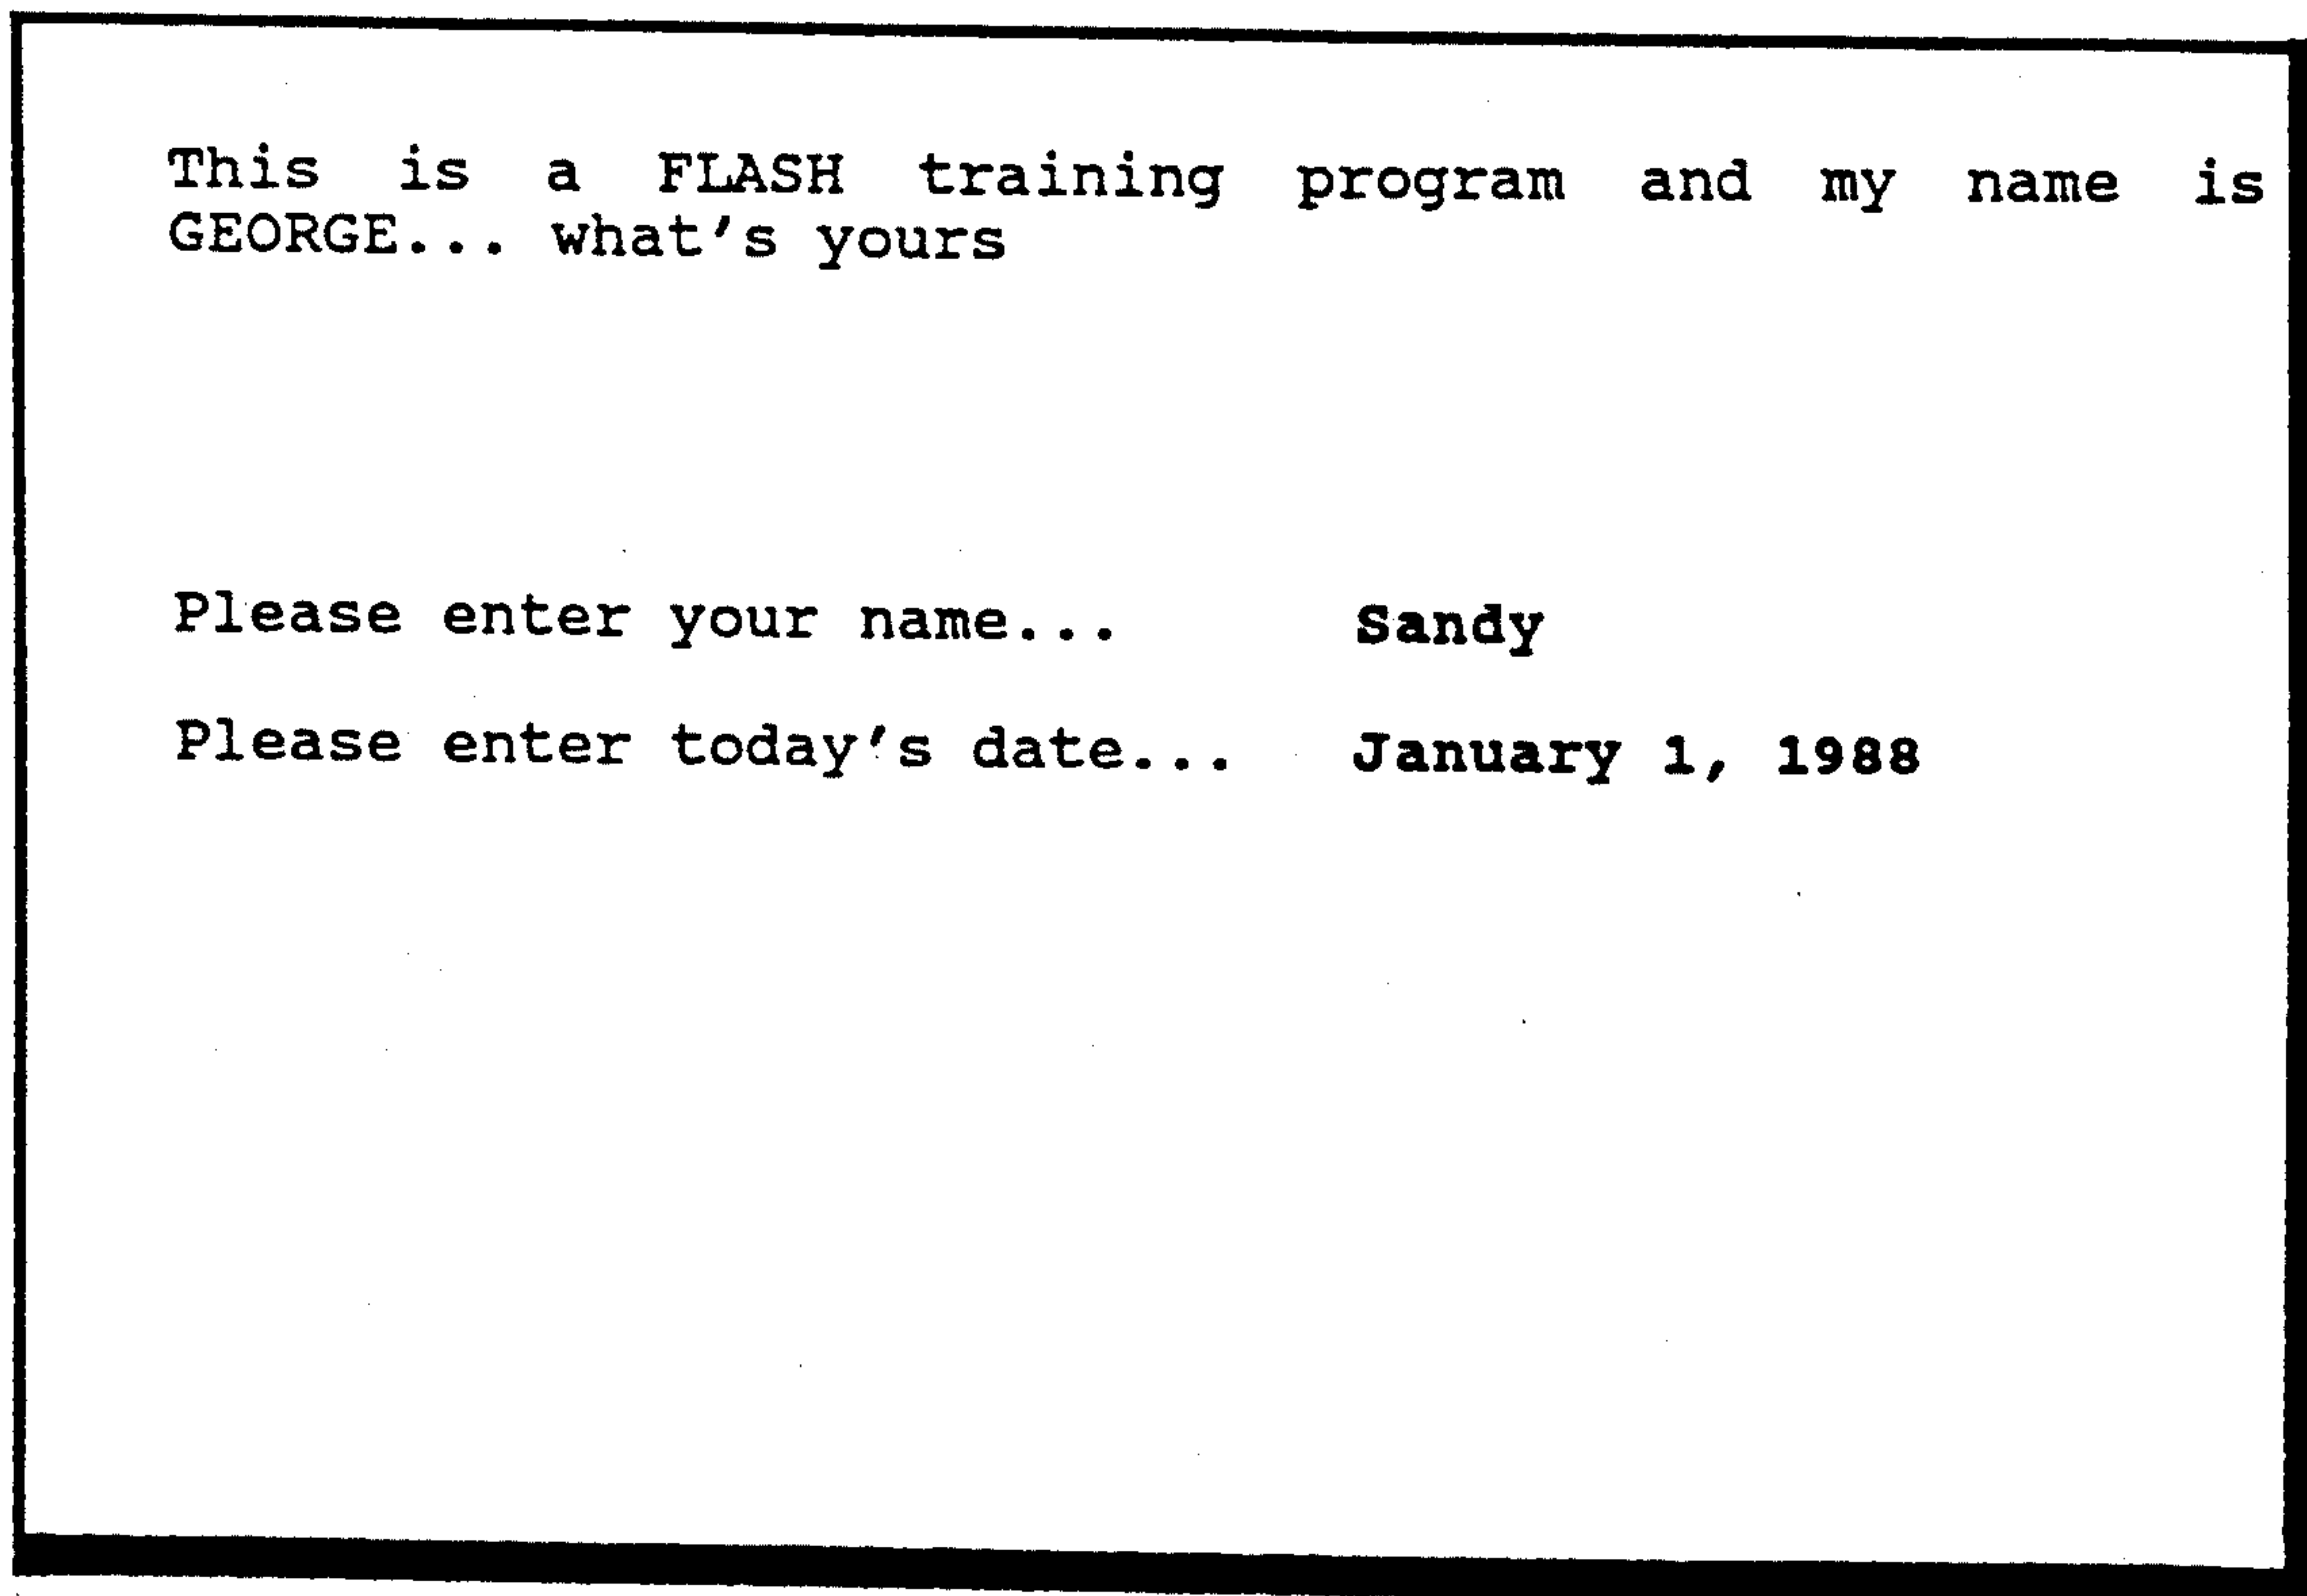 This is a FLASH training program and my name is
GEORGE... what's yours
Please enter your name... Sandy
Please enter today's date... January 1, 1988